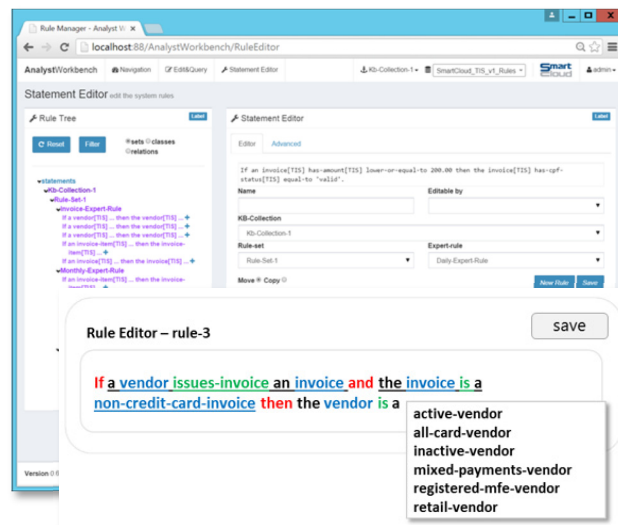 Rule Manager - Analyst W
localhost:88/AnalystWorkbench/RuleEditor
AnalystWorkbench Navigation Edit&Query Statement Editor Kb-Collection-1 SmartCloud_TIS_v1_Rules Smart Cloud admin
Statement Editor edit the system rules
Rule Tree Label
Statement Editor Label
Reset Filter sets classes
relations
Editor Advanced
If an invoice[TIS] has-amount[TIS] lower-or-equal-to 200.00 then the invoice[TIS] has-cpf-
status[TIS] equal-to 'valid'.
Name Editable by
KB-Collection
Kb-Collection-1
Rule-set Expert-rule
Rule-Set-1 Daily-Expert-Rule
Move Copy New Rule Save
statements
Kb-Collection-1
Rule-Set-1
Invoice-Expert-Rule
If a vendor[TIS] ... then the vendor[TIS] ... +
If a vendor[TIS] ... then the vendor[TIS] ... +
If a vendor[TIS] ... then the vendor[TIS] ... +
If an invoice-item[TIS] ... then the invoice-
item[TIS] ... +
If an invoice[TIS] ... then the invoice[TIS] ... +
Monthly-Expert-Rule
If an invoice-item[TIS] ... then the invoice-
item[TIS] ... +
Rule Editor – rule-3
save
If a vendor issues-invoice an invoice and the invoice is a
non-credit-card-invoice then the vendor is a
active-vendor
all-card-vendor
inactive-vendor
mixed-payments-vendor
registered-mfe-vendor
retail-vendor
Version